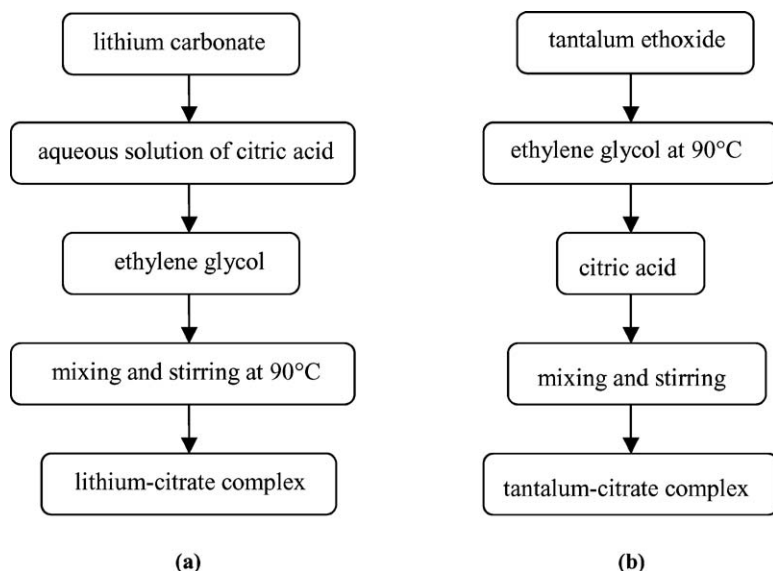 lithium carbonate
aqueous solution of citric acid
ethylene glycol
mixing and stirring at 90°C
lithium-citrate complex
(a)
tantalum ethoxide
ethylene glycol at 90°C
citric acid
mixing and stirring
tantalum-citrate complex
(b)